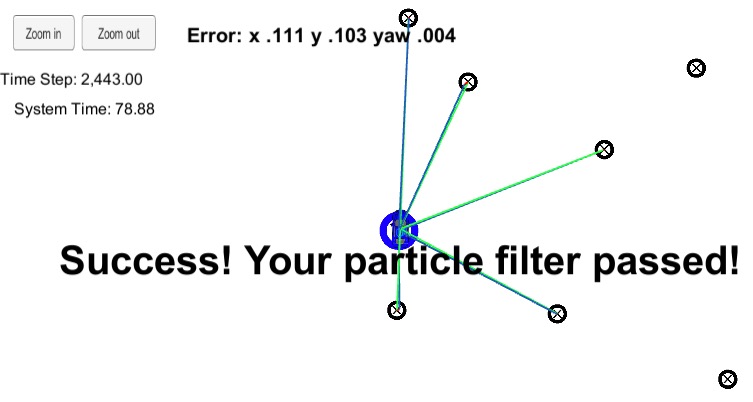 Zoom in
Zoom out
Error: x .111 y .103 yaw .004
Time Step: 2,443.00
System Time: 78.88
Success! Your particle filter passed!